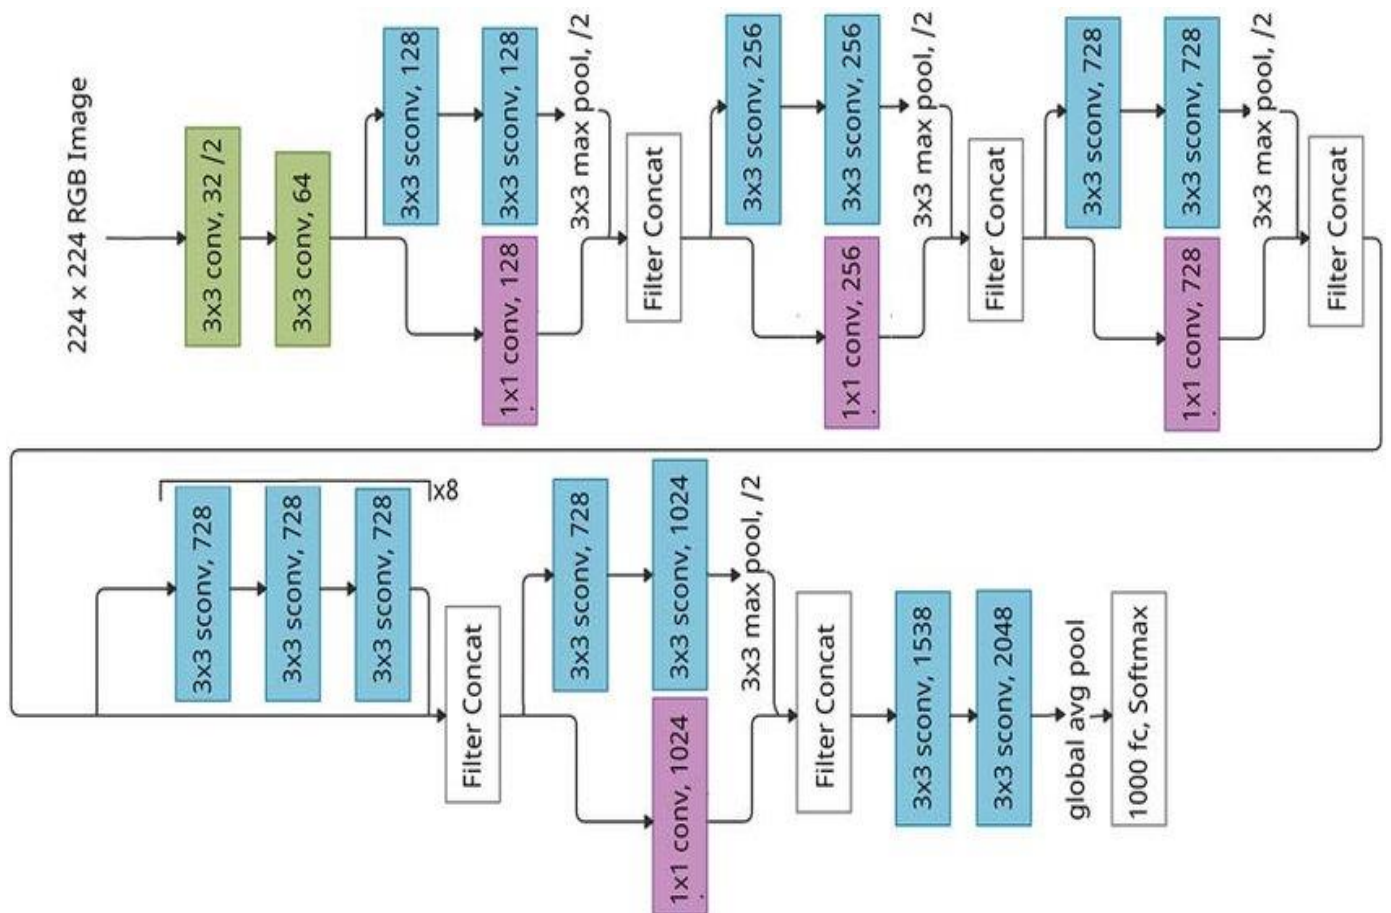 224 x 224 RGB Image
3x3 conv, 32 /2
3x3 conv, 64
3x3 sconv, 128
3x3 sconv, 128
3x3 max pool, /2
1x1 conv, 128
Filter Concat
3x3 sconv, 256
3x3 sconv, 256
3x3 max pool, /2
1x1 conv, 256
Filter Concat
3x3 sconv, 728
3x3 sconv, 728
3x3 max pool, /2
1x1 conv, 728
Filter Concat
3x3 sconv, 728
3x3 sconv, 728
3x3 sconv, 728
x8
Filter Concat
3x3 sconv, 728
3x3 sconv, 1024
3x3 max pool, /2
1x1 conv, 1024
Filter Concat
3x3 sconv, 1538
3x3 sconv, 2048
global avg pool
1000 fc, Softmax